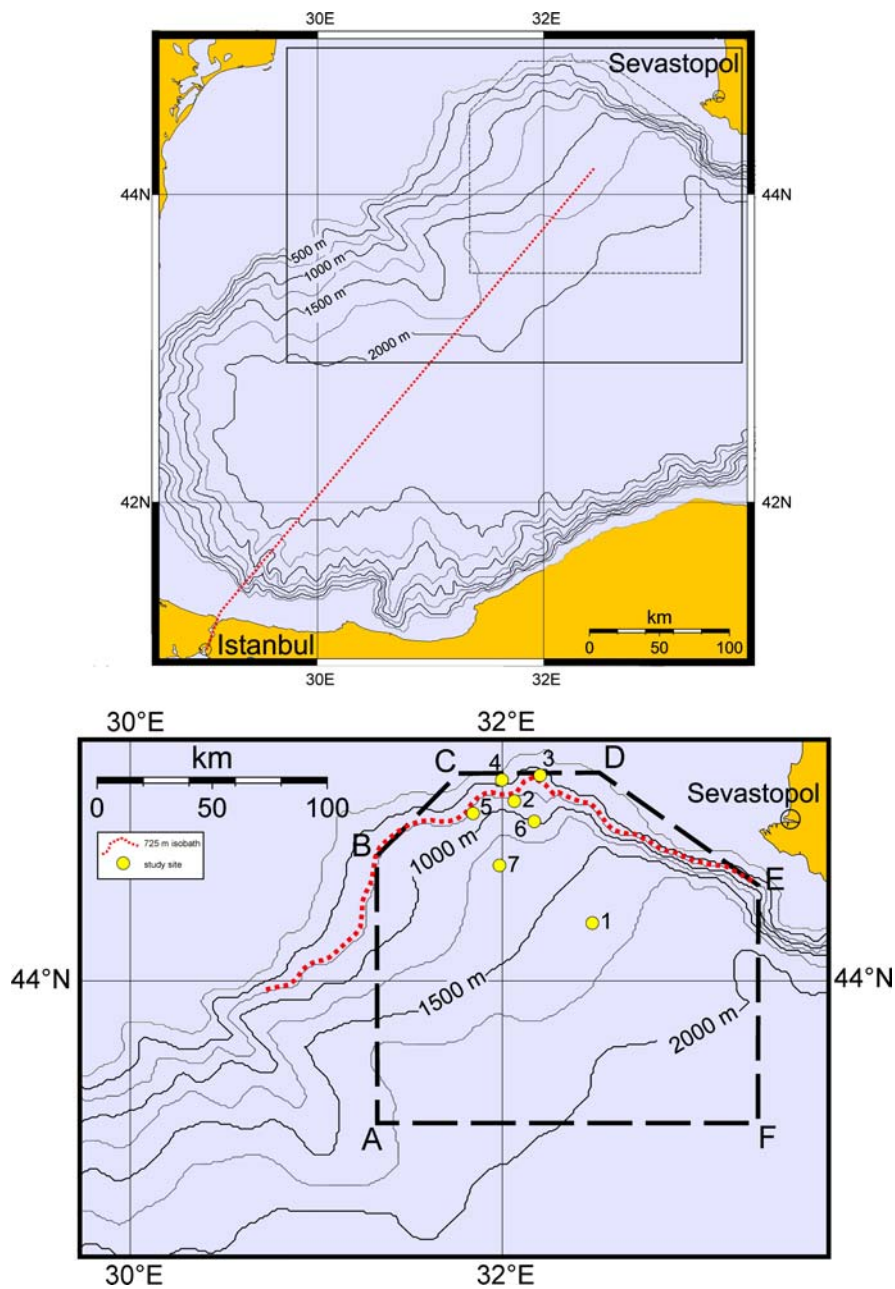 30E 32E
Sevastopol
44N 44N
500 m
1000 m
1500 m
2000 m
42N 42N
km
0 50 100
Istanbul
30E 32E
30°E 32°E
km
0 50 100
C 4 3 D
Sevastopol
725 m isobath
study site
5 2
6
B
1000 m
7
E
1
44°N 44°N
1500 m
2000 m
A F
30°E 32°E